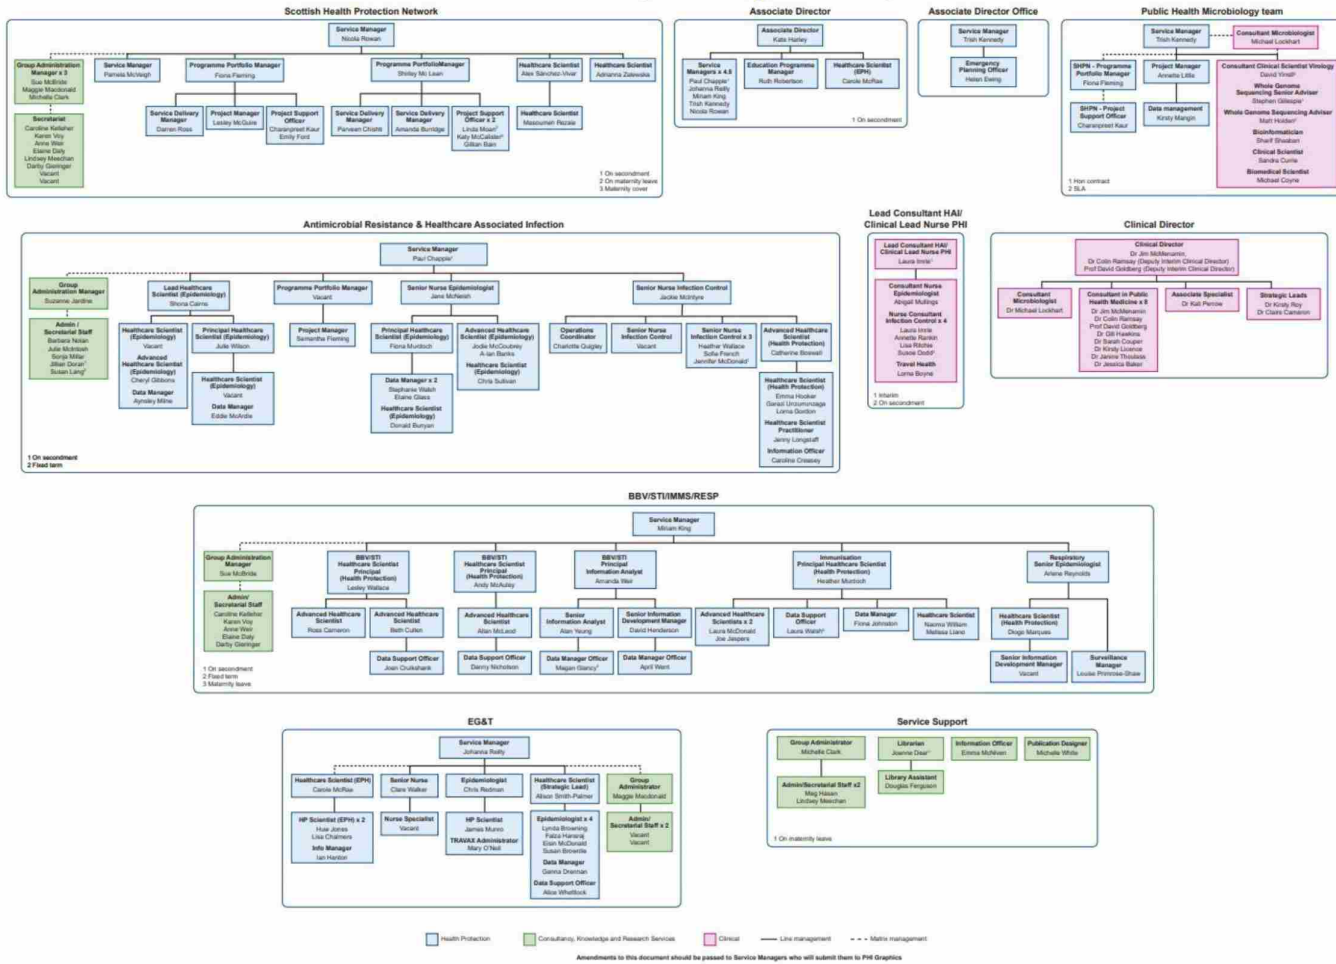 Scottish Health Protection Network
Service Manager
Nicola Rowan
Group Administration
Manager x 3
Sue McBride
Maggie Macdonald
Michelle Clark
Secretariat
Caroline Kelleher
Karen Voy
Anne Weir
Elaine Daly
Lindsey Meechan
Darby Gieringer
Vacant
Vacant
Service Manager
Pamela McVeigh
Programme Portfolio Manager
Fiona Fleming
Service Delivery
Manager
Darren Ross
Project Manager
Lesley McGuire
Project Support
Officer
Charanpreet Kaur
Emily Ford
Programme PortfolioManager
Shirley Mc Lean
Service Delivery
Manager
Parveen Chishti
Service Delivery
Manager
Amanda Burridge
Project Support
Officer x 2
Linda Moan
Katy McCalister
Gillian Bain
Healthcare Scientist
Alex Sánchez-Vivar
Healthcare Scientist
Masoumeh Rezaie
Healthcare Scientist
Adrianna Zalewska
1 On secondment
2 On maternity leave
3 Maternity cover
Associate Director
Associate Director
Kate Harley
Service
Managers x 4.6
Paul Chapple¹
Johanna Reilly
Miriam King
Trish Kennedy
Nicola Rowan
Education Programme
Manager
Ruth Robertson
Healthcare Scientist
(EPH)
Carole McRae
1 On secondment
Associate Director Office
Service Manager
Trish Kennedy
Emergency
Planning Officer
Helen Ewing
Public Health Microbiology team
Service Manager
Trish Kennedy
Consultant Microbiologist
Michael Lockhart
SHPN - Programme
Portfolio Manager
Fiona Fleming
SHPN - Project
Support Officer
Charanpreet Kaur
Project Manager
Annette Little
Data management
Kirsty Mangin
Consultant Clinical Scientist Virology
David Yirrell
Whole Genome
Sequencing Senior Adviser
Stephen Gillespie
Whole Genome Sequencing Adviser
Matt Holden
Bioinformatician
Sharif Shaaban
Clinical Scientist
Sandra Currie
Biomedical Scientist
Michael Coyne
1 Hon contract
2 SLA
Antimicrobial Resistance & Healthcare Associated Infection
Service Manager
Paul Chapple¹
Group
Administration Manager
Suzanne Jardine
Admin /
Secretarial Staff
Barbara Nolan
Julie McIntosh
Sonja Millar
Jillian Doran
Susan Lang
Lead Healthcare
Scientist (Epidemiology)
Shona Cairns
Healthcare Scientist
(Epidemiology)
Vacant
Advanced
Healthcare Scientist
(Epidemiology)
Cheryl Gibbons
Data Manager
Aynsley Milne
Principal Healthcare
Scientist (Epidemiology)
Julie Wilson
Healthcare Scientist
(Epidemiology)
Vacant
Data Manager
Eddie McArdle
Programme Portfolio Manager
Vacant
Project Manager
Samantha Fleming
Senior Nurse Epidemiologist
Jane McNeish
Principal Healthcare
Scientist (Epidemiology)
Fiona Murdoch
Data Manager x 2
Stephanie Walsh
Elaine Glass
Healthcare Scientist
(Epidemiology)
Donald Bunyan
Advanced Healthcare
Scientist (Epidemiology)
Jodie McCoubrey
A-lan Banks
Healthcare Scientist
(Epidemiology)
Chris Sullivan
Senior Nurse Infection Control
Jackie McIntyre
Operations
Coordinator
Charlotte Quigley
Senior Nurse
Infection Control
Vacant
Senior Nurse
Infection Control x 3
Heather Wallace
Sofie French
Jennifer McDonald
Advanced Healthcare
Scientist
(Health Protection)
Catherine Boswell
Healthcare Scientist
(Health Protection)
Emma Hooker
Lorna Gordon
Healthcare Scientist
Practitioner
Jenny Longstaff
Information Officer
Caroline Creasey
1 On secondment
2 Fixed term
Lead Consultant HAI/
Clinical Lead Nurse PHI
Lead Consultant HAI/
Clinical Lead Nurse PHI
Laura Imrie¹
Consultant Nurse
Epidemiologist
Abigail Mullings
Nurse Consultant
Infection Control x 4
Laura Imrie
Annette Rankin
Lisa Ritchie
Susie Dodd²
Travel Health
Lorna Boyne
1 Interim
2 On secondment
Clinical Director
Clinical Director
Dr Jim McMenamin,
Dr Colin Ramsay (Deputy Interim Clinical Director)
Prof David Goldberg (Deputy Interim Clinical Director)
Consultant
Microbiologist
Dr Michael Lockhart
Consultant in Public
Health Medicine x 8
Dr Jim McMenamin
Dr Colin Ramsay
Prof David Goldberg
Dr Sarah Couper
Dr Gill Hawkins
Dr Kirsty Licence
Dr Janine Thoulass
Dr Jessica Baker
Associate Specialist
Dr Kati Perrow
Strategic Leads
Dr Kirsty Roy
Dr Claire Cameron
BBV/STI/IMMS/RESP
Service Manager
Miriam King
Group Administration
Manager
Sue McBride
Admin/
Secretarial Staff
Caroline Kelleher
Karen Voy
Anne Weir
Elaine Daly
Darby Gieringer
BBV/STI
Healthcare Scientist
Principal
(Health Protection)
Lesley Wallace
Advanced Healthcare
Scientist
Ross Cameron
Advanced Healthcare
Scientist
Beth Cullen
Data Support Officer
Josh Cruikshank
BBV/STI
Healthcare Scientist
Principal
(Health Protection)
Andy McAuley
Advanced Healthcare
Scientist
Allan McLeod
Data Support Officer
Danny Nicholson
BBV/STI
Principal
Information Analyst
Amanda Weir
Senior
Information Analyst
Alan Yeung
Data Manager Officer
Megan Glancy
Senior Information
Development Manager
David Henderson
Data Manager Officer
April Went
Immunisation
Principal Healthcare Scientist
(Health Protection)
Heather Murdoch
Advanced Healthcare
Scientists x 2
Laura McDonald
Joe Jaspers
Data Support
Officer
Laura Walsh
Data Manager
Fiona Johnston
Healthcare Scientist
Naoma William
Melissa Llano
Respiratory
Senior Epidemiologist
Arlene Reynolds
Healthcare Scientist
(Health Protection)
Diogo Marques
Senior Information
Development Manager
Vacant
Surveillance
Manager
Louise Primrose-Shaw
1 On secondment
2 Fixed term
3 Maternity leave
EG&T
Service Manager
Johanna Reilly
Healthcare Scientist (EPH)
Carole McRae
HP Scientist (EPH) x 2
Huw Jones
Lisa Chalmers
Info Manager
Ian Hanlon
Senior Nurse
Clare Walker
Nurse Specialist
Vacant
Epidemiologist
Chris Redman
HP Scientist
James Munro
TRAVAX Administrator
Mary O'Neil
Healthcare Scientist
(Strategic Lead)
Alison Smith-Palmer
Epidemiologist x 4
Lynda Browning
Faiza Hansraj
Eisin McDonald
Susan Brownlie
Data Manager
Genna Drennan
Data Support Officer
Alice Whettlock
Group
Administrator
Maggie Macdonald
Admin/
Secretarial Staff x 2
Vacant
Vacant
Service Support
Group Administrator
Michelle Clark
Admin/Secretarial Staff x2
Meg Hasan
Lindsey Meechan
Librarian
Joanne Dear¹
Library Assistant
Douglas Ferguson
Information Officer
Emma McNiven
Publication Designer
Michelle White
1 On maternity leave
Health Protection
Consultancy, Knowledge and Research Services
Clinical
Line management
Matrix management
Amendments to this document should be passed to Service Managers who will submit them to PHI Graphics